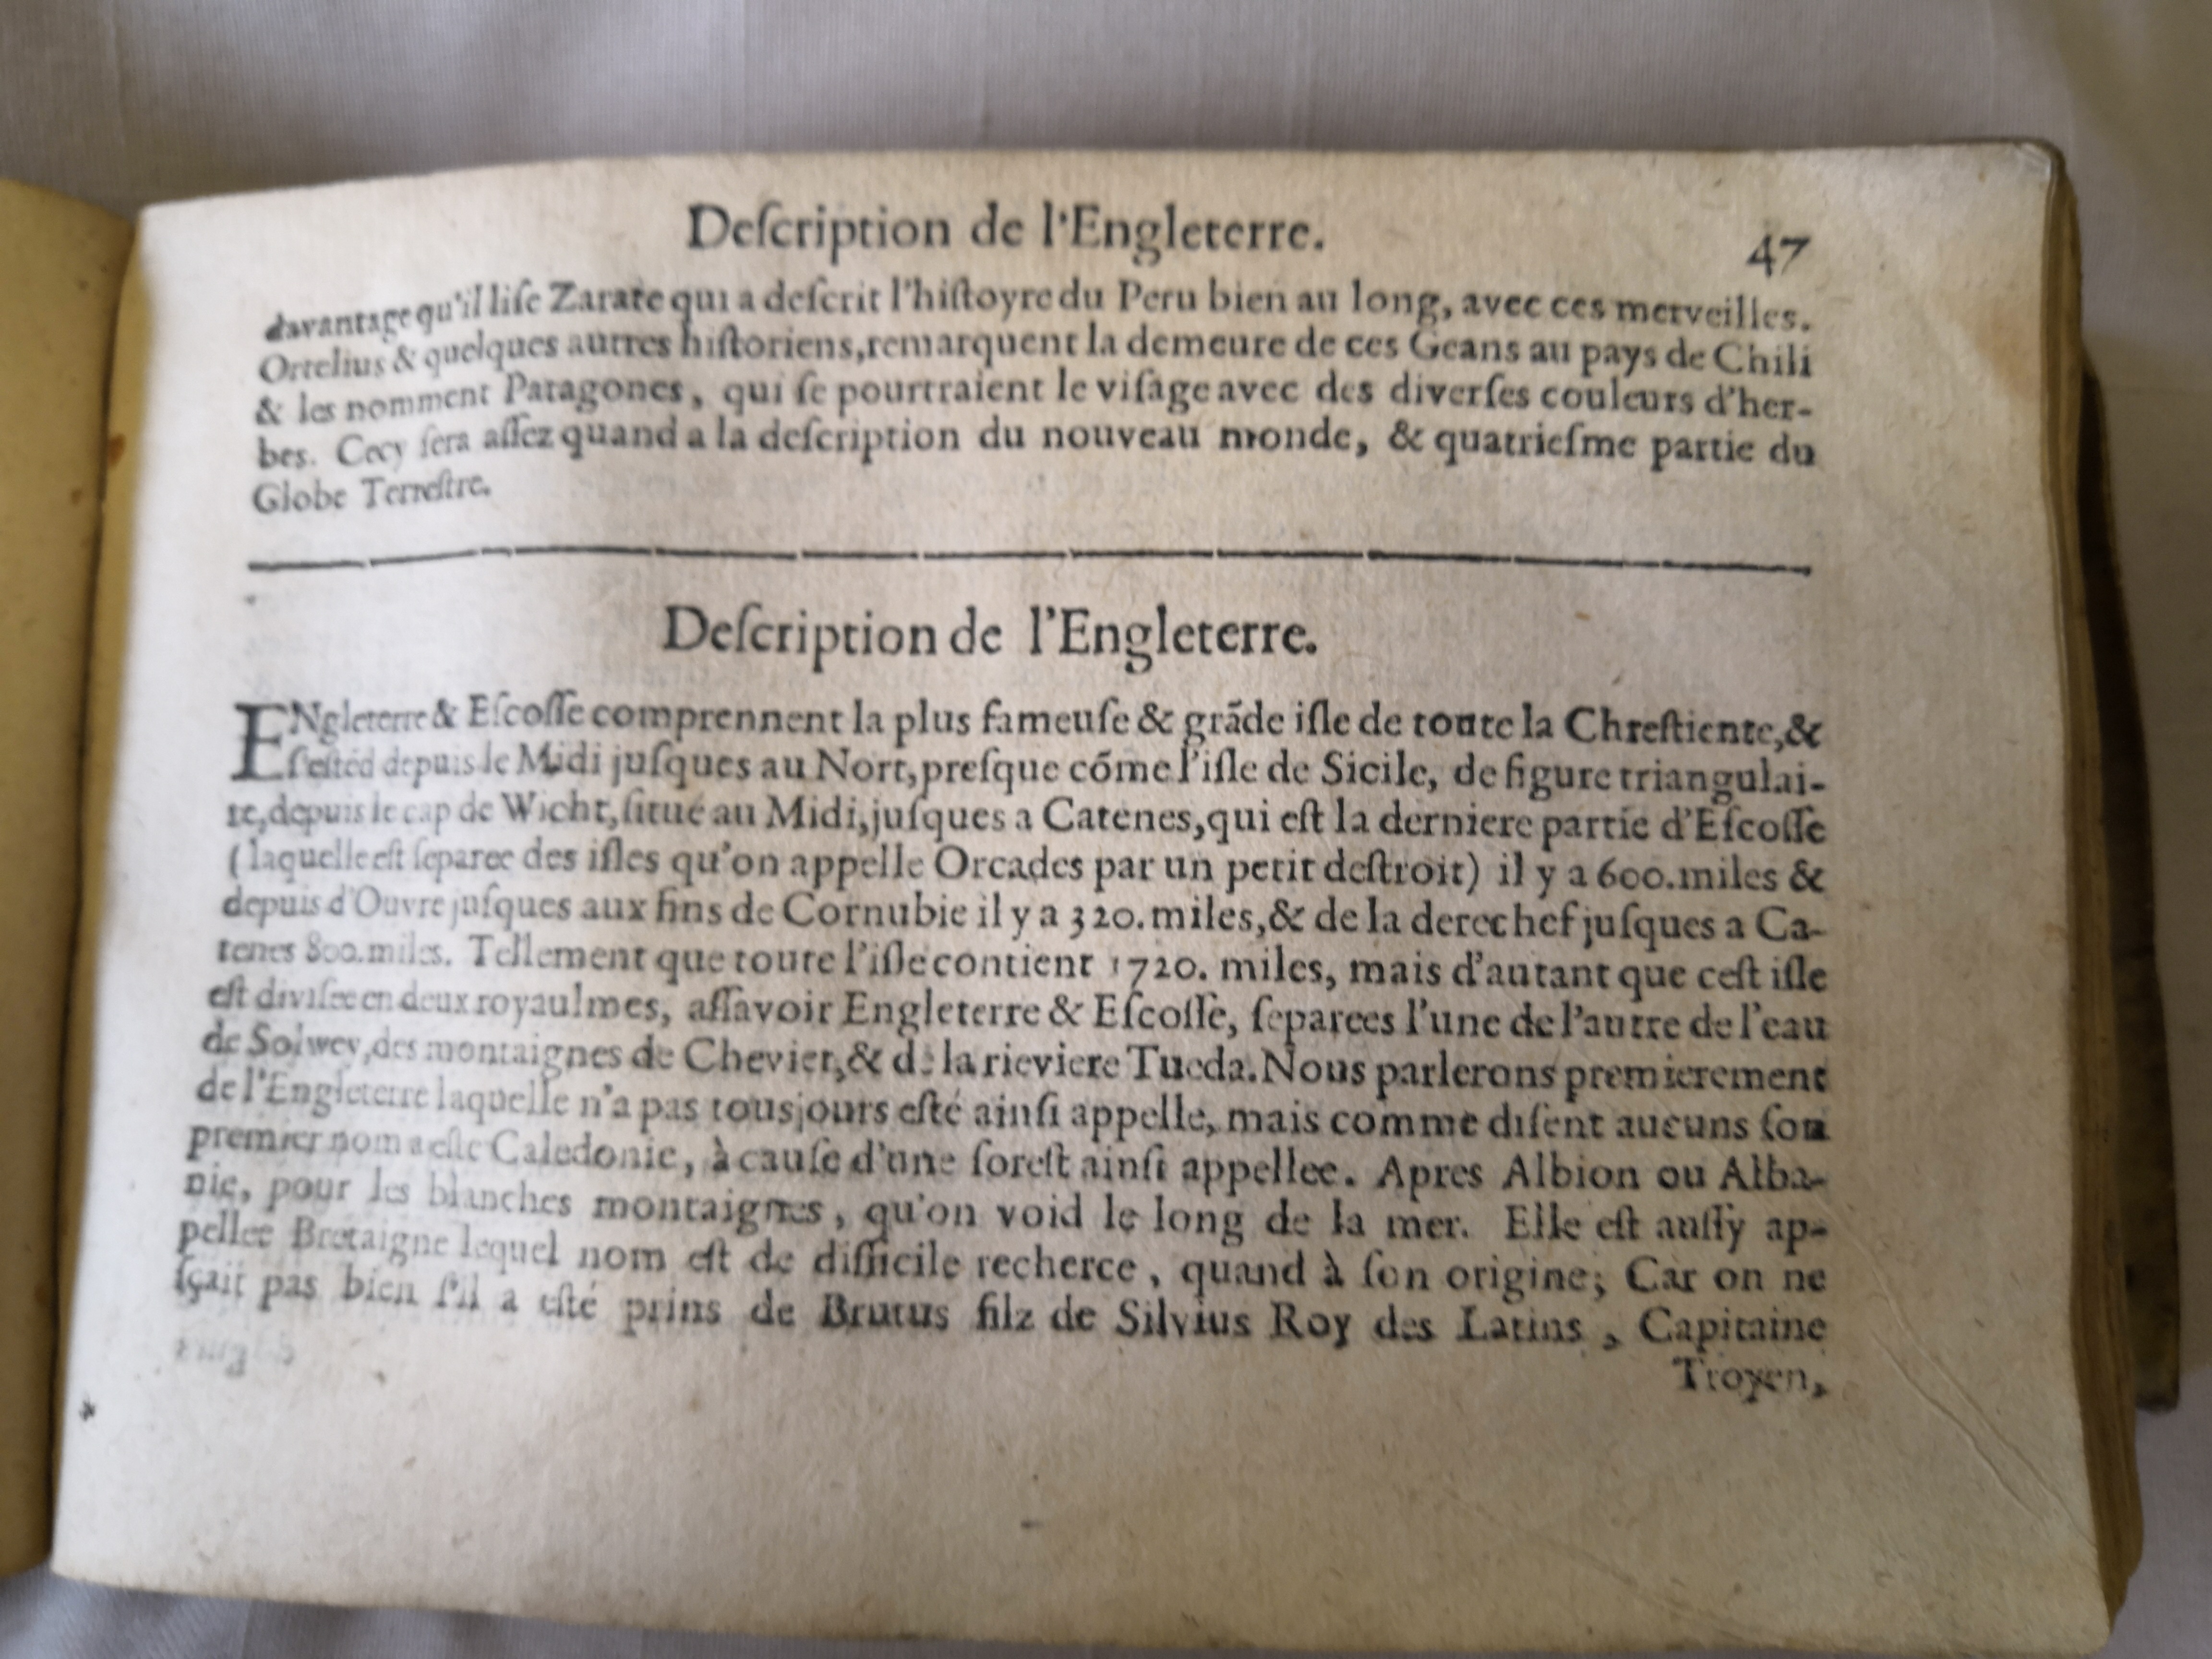 Deſcription de l'Engleterre.
47
davantage qu'il liſe Zarate qui a deſcrit l'hiſtoyre du Peru bien au long, avec ces merveilles.
Ortelius & quelques autres hiſtoriens, remarquent la demeure de ces Geans au pays de Chili
& les nomment Patagones, qui ſe pourtraient le viſage avec des diverſes couleurs d'her-
bes. Cecy ſera aſſez quand a la deſcription du nouveau monde, & quatrieſme partie du
Globe Terreſtre.
Deſcription de l'Engleterre.
ENgleterre & Eſcoſſe comprennent la plus fameuſe & grãde iſle de toute la Chreſtiente, &
ſ'eſtẽd depuis le Midi juſques au Nort, preſque cõme l'iſle de Sicile, de figure triangulai-
re, depuis le cap de Wicht, ſitué au Midi, juſques a Catenes, qui eſt la derniere partie d'Eſcoſſe
(laquelle eſt ſeparee des iſles qu'on appelle Orcades par un petit deſtroit) il y a 600. miles &
depuis d'Ouvre juſques aux fins de Cornubie il y a 320. miles, & de la derechef juſques a Ca-
tenes 800. miles. Tellement que toute l'iſle contient 1720. miles, mais d'autant que ceſt iſle
eſt diviſee en deux royaulmes, aſſavoir Engleterre & Eſcoſſe, ſeparees l'une de l'autre de l'eau
de Solwey, des montaignes de Chevier, & de la rieviere Tueda. Nous parlerons premierement
de l'Engleterre laquelle n'a pas tousjours eſté ainſi appelle, mais comme diſent aucuns ſon
premier nom a eſte Caledonie, à cauſe d'une foreſt ainſi appellee. Apres Albion ou Alba-
nie, pour les blanches montaignes, qu'on void le long de la mer. Elle eſt auſſy ap-
pellee Bretaigne lequel nom eſt de difficile recherce, quand à ſon origine; Car on ne
ſçait pas bien ſ'il a eſté prins de Brutus filz de Silvius Roy des Latins, Capitaine
Troyen,